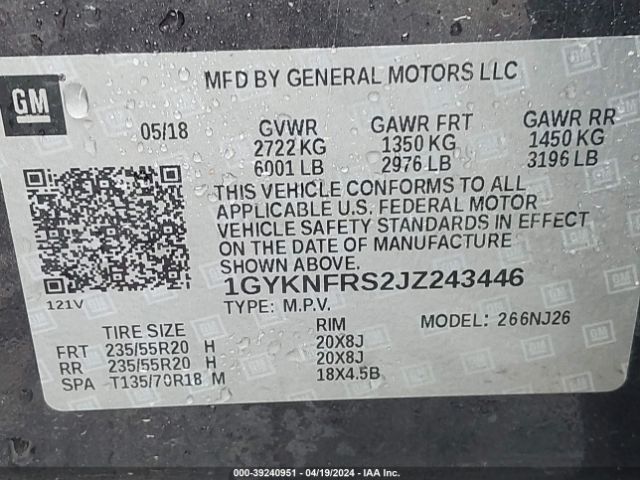 GM
MFD BY GENERAL MOTORS LLC
05/18 GVWR GAWR FRT GAWR RR
2722 KG 1350 KG 1450 KG
6001 LB 2976 LB 3196 LB
THIS VEHICLE CONFORMS TO ALL
APPLICABLE U.S. FEDERAL MOTOR
VEHICLE SAFETY STANDARDS IN EFFECT
ON THE DATE OF MANUFACTURE
SHOWN ABOVE.
1GYKNFRS2JZ243446
121V
TYPE: M.P.V.
TIRE SIZE RIM MODEL: 266NJ26
FRT 235/55R20 H 20X8J
RR 235/55R20 H 20X8J
SPA T135/70R18 M 18X4.5B
000-39240951 - 04/19/2024 - IAA Inc.